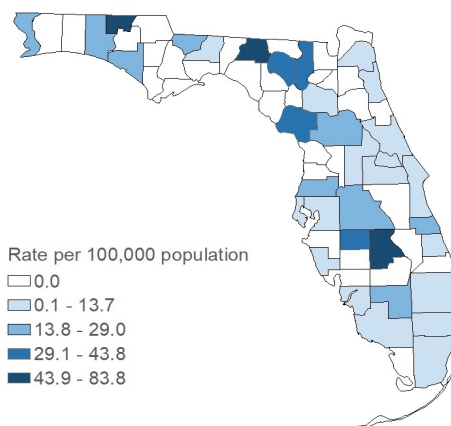 Rate per 100,000 population
0.0
0.1 - 13.7
13.8 - 29.0
29.1 - 43.8
43.9 - 83.8